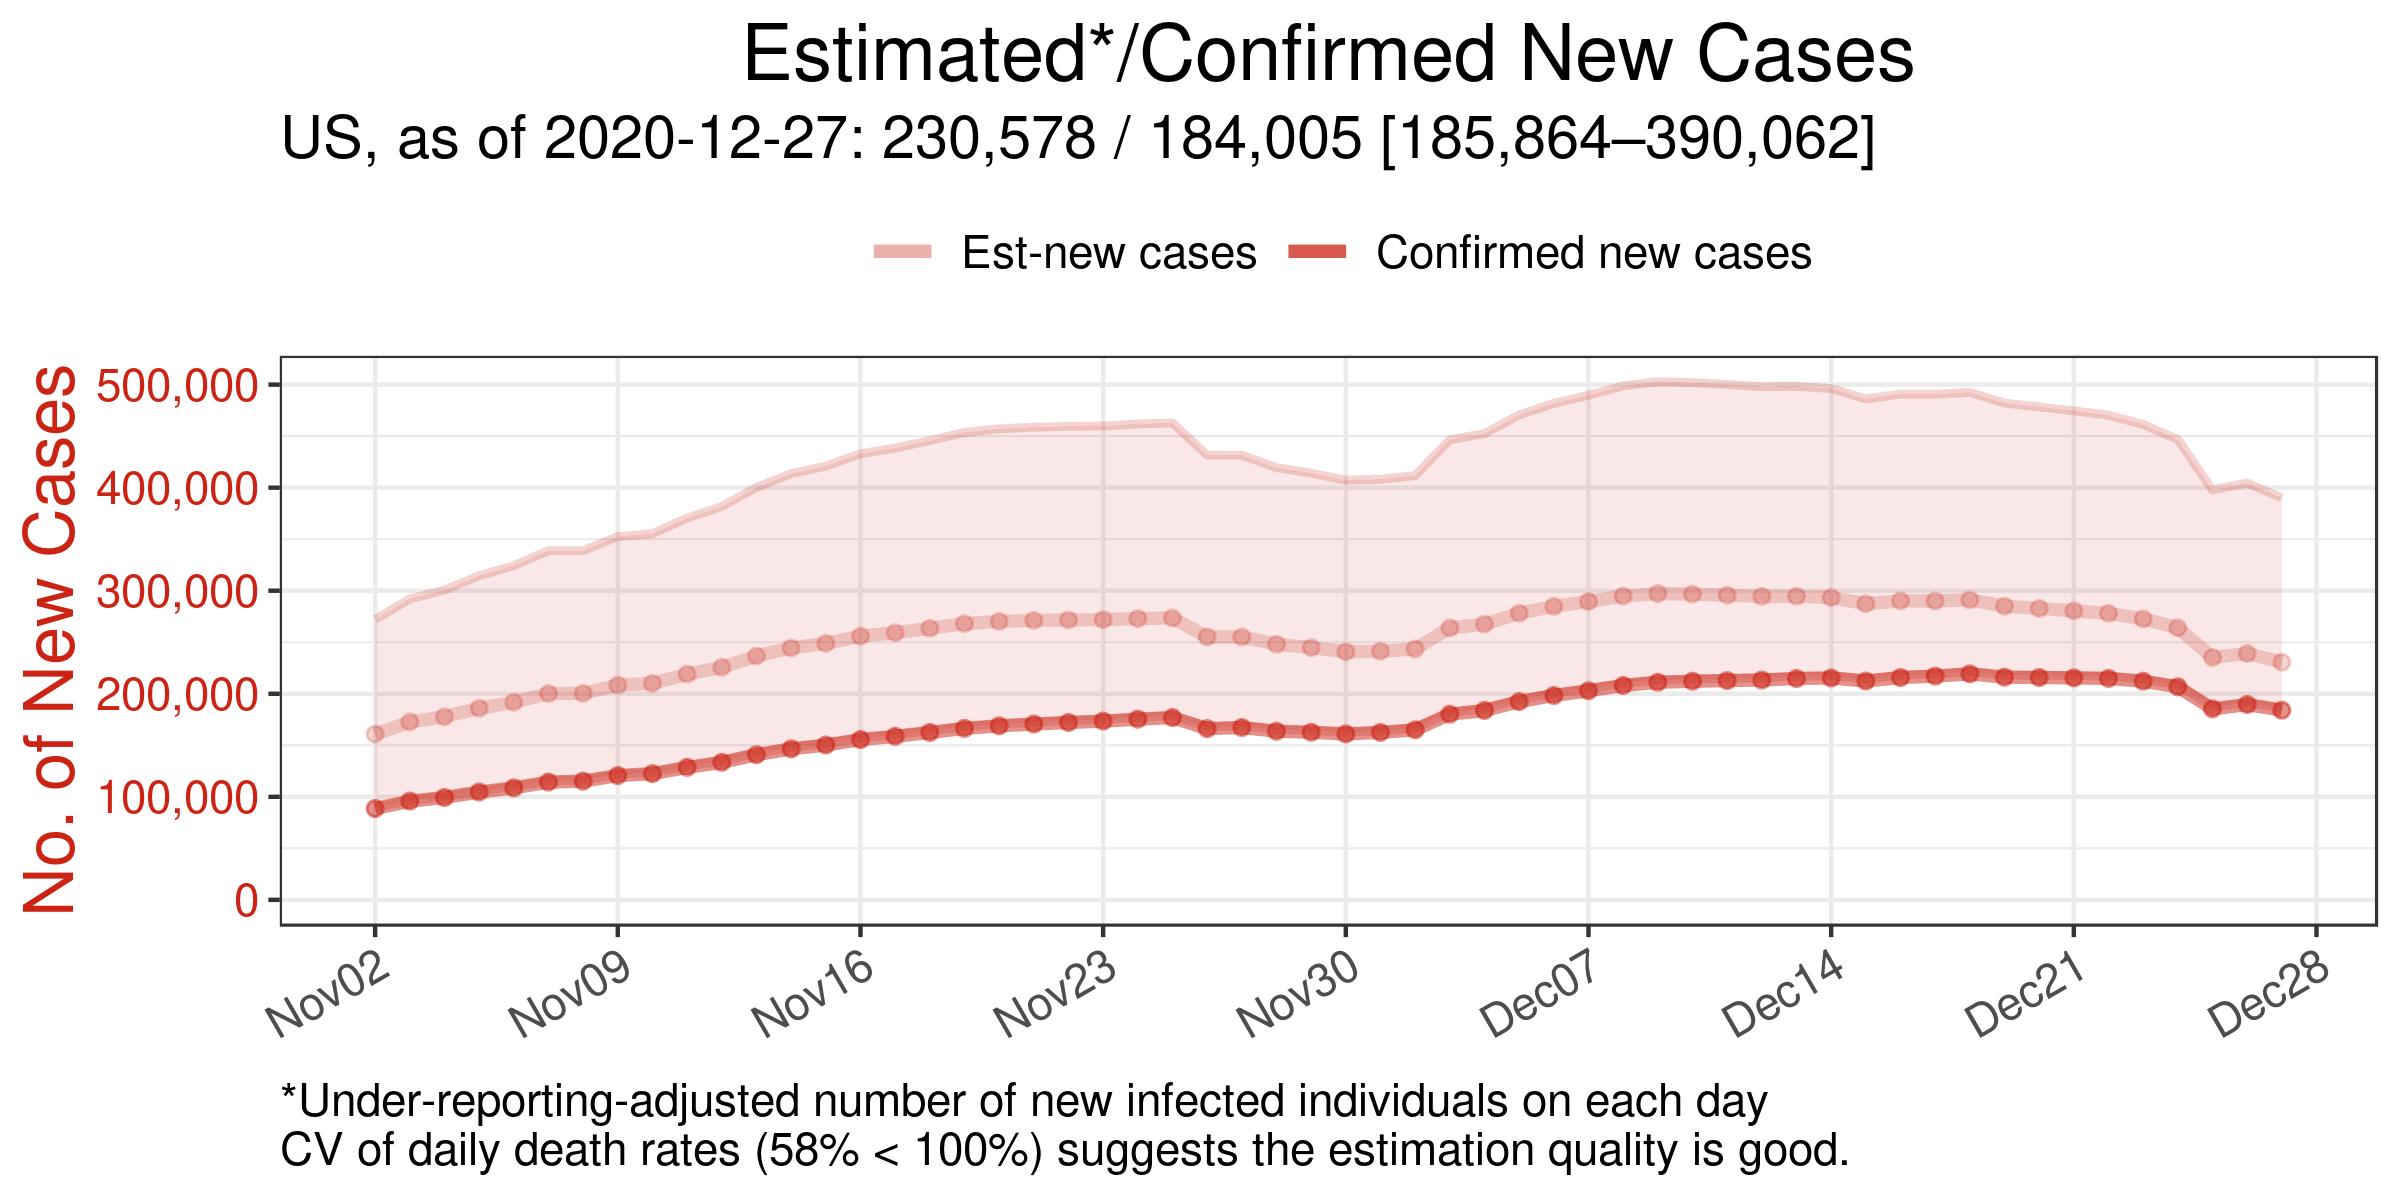 Estimated*/Confirmed New Cases
US, as of 2020-12-27: 230,578 / 184,005 [185,864–390,062]
Est-new cases
Confirmed new cases
No. of New Cases
500,000
400,000
300,000
200,000
100,000
0
Nov02
Nov09
Nov16
Nov23
Nov30
Dec07
Dec14
Dec21
Dec28
*Under-reporting-adjusted number of new infected individuals on each day
CV of daily death rates (58% < 100%) suggests the estimation quality is good.